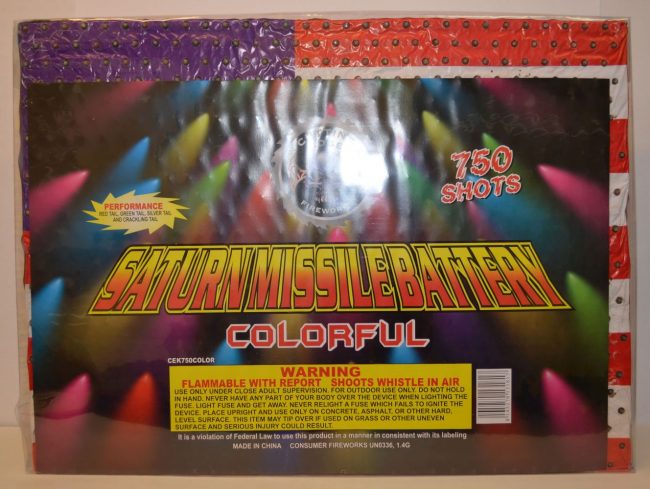 750
SHOTS
FIREWORKS
PERFORMANCE
RED TAIL, GREEN TAIL, SILVER TAIL
AND CRACKLING TAIL
SATURN MISSILE BATTERY
COLORFUL
CEK750COLOR
WARNING
FLAMMABLE WITH REPORT SHOOTS WHISTLE IN AIR
USE ONLY UNDER CLOSE ADULT SUPERVISION. FOR OUTDOOR USE ONLY. DO NOT HOLD
IN HAND. NEVER HAVE ANY PART OF YOUR BODY OVER THE DEVICE WHEN LIGHTING THE
FUSE. LIGHT FUSE AND GET AWAY. NEVER RELIGHT A FUSE WHICH FAILS TO IGNITE THE
DEVICE. PLACE UPRIGHT AND USE ONLY ON CONCRETE, ASPHALT, OR OTHER HARD,
LEVEL SURFACE. THIS ITEM MAY TIP OVER IF USED ON GRASS OR OTHER UNEVEN
SURFACE AND SERIOUS INJURY COULD RESULT.
It is a violation of Federal Law to use this product in a manner in consistent with its labeling
MADE IN CHINA CONSUMER FIREWORKS UN0336, 1.4G